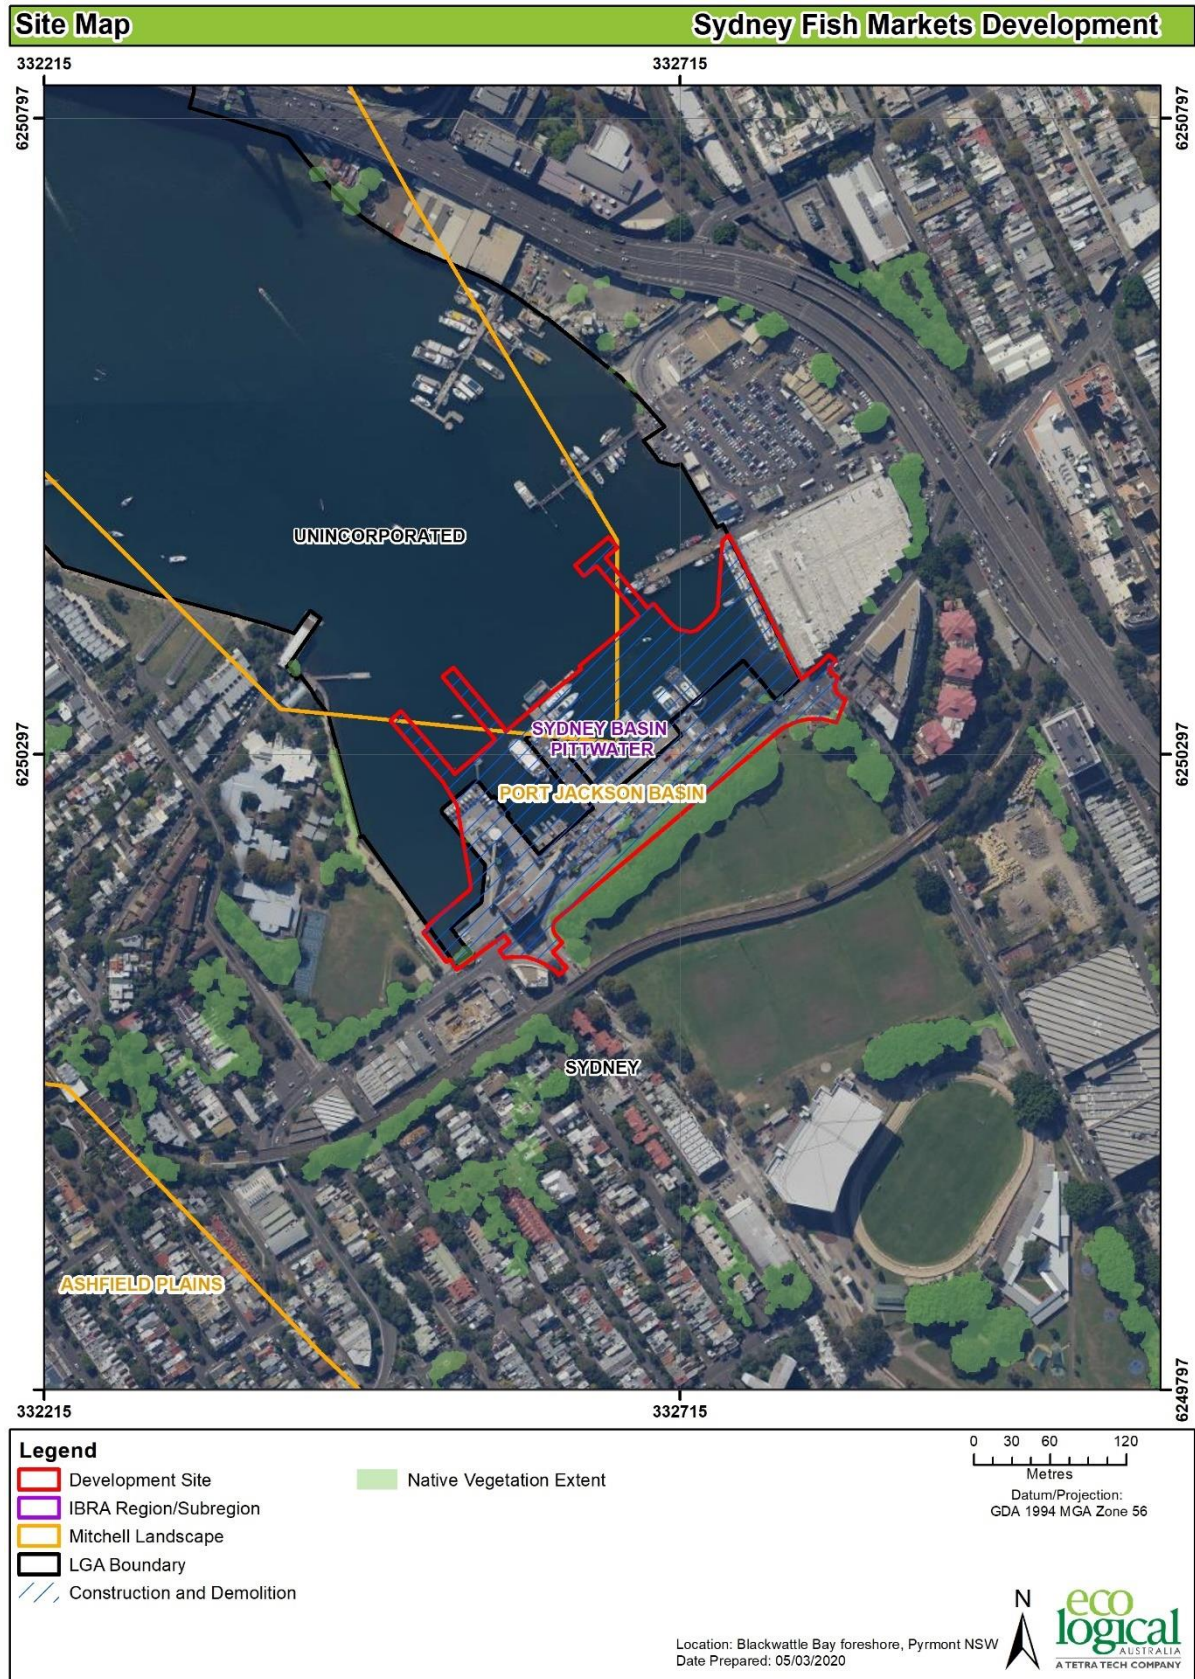 Site Map
Sydney Fish Markets Development
332215
332715
6250797
6250797
UNINCORPORATED
6250297
6250297
SYDNEY BASIN
PITTWATER
PORT JACKSON BASIN
SYDNEY
ASHFIELD PLAINS
6249797
332215
332715
Legend
Development Site
IBRA Region/Subregion
Mitchell Landscape
LGA Boundary
Construction and Demolition
Native Vegetation Extent
0 30 60 120
Metres
Datum/Projection:
GDA 1994 MGA Zone 56
Location: Blackwattle Bay foreshore, Pyrmont NSW
Date Prepared: 05/03/2020
N
eco
logical
AUSTRALIA
A TETRA TECH COMPANY